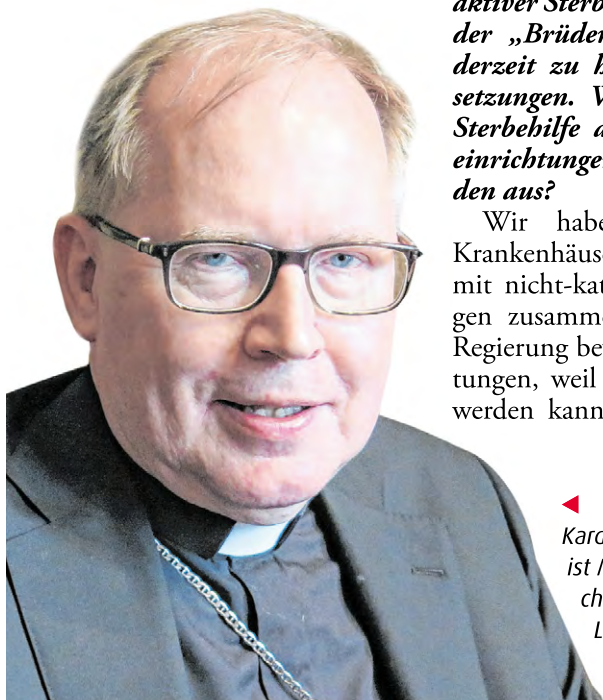 aktiver Sterbe
der „Brüder
derzeit zu h
setzungen. V
Sterbehilfe a
einrichtunge
den aus?
Wir habe
Krankenhäuse
mit nicht-kat
gen zusamme
Regierung be
tungen, weil
werden kann
Kard
ist
ch
L